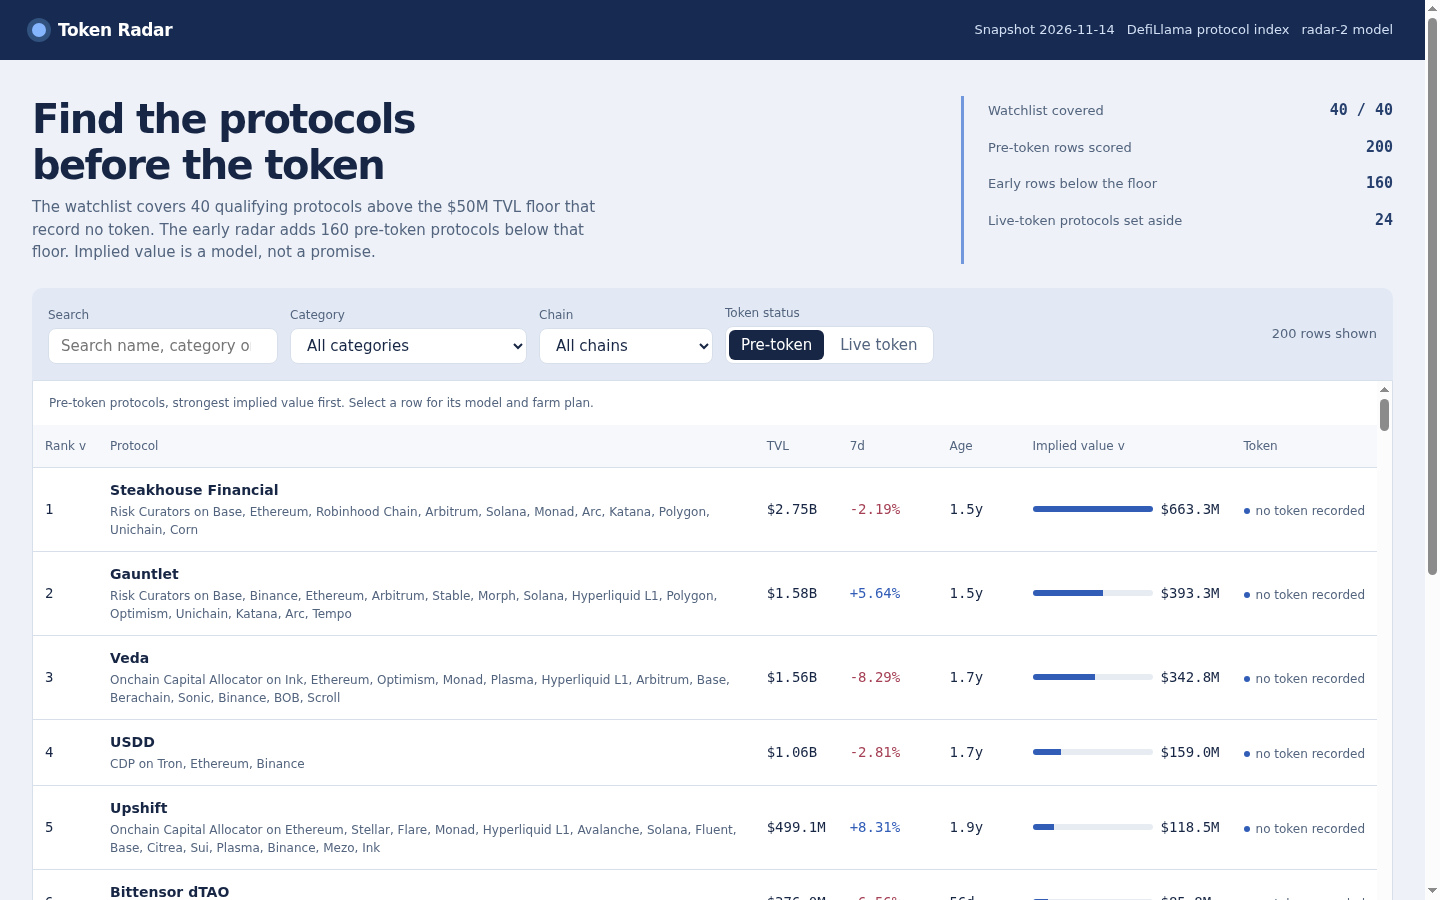 Token Radar
Snapshot 2026-11-14 DefiLlama protocol index radar-2 model
Find the protocols
before the token
The watchlist covers 40 qualifying protocols above the $50M TVL floor that
record no token. The early radar adds 160 pre-token protocols below that
floor. Implied value is a model, not a promise.
Watchlist covered 40 / 40
Pre-token rows scored 200
Early rows below the floor 160
Live-token protocols set aside 24
Search Category Chain Token status
Search name, category o All categories All chains Pre-token Live token
200 rows shown
Pre-token protocols, strongest implied value first. Select a row for its model and farm plan.
Rank v Protocol TVL 7d Age Implied value v Token
Steakhouse Financial
1 Risk Curators on Base, Ethereum, Robinhood Chain, Arbitrum, Solana, Monad, Arc, Katana, Polygon, $2.75B -2.19% 1.5y $663.3M no token recorded
Unichain, Corn
Gauntlet
2 Risk Curators on Base, Binance, Ethereum, Arbitrum, Stable, Morph, Solana, Hyperliquid L1, Polygon, $1.58B +5.64% 1.5y $393.3M no token recorded
Optimism, Unichain, Katana, Arc, Tempo
Veda
3 Onchain Capital Allocator on Ink, Ethereum, Optimism, Monad, Plasma, Hyperliquid L1, Arbitrum, Base, $1.56B -8.29% 1.7y $342.8M no token recorded
Berachain, Sonic, Binance, BOB, Scroll
USDD
4 CDP on Tron, Ethereum, Binance $1.06B -2.81% 1.7y $159.0M no token recorded
Upshift
5 Onchain Capital Allocator on Ethereum, Stellar, Flare, Monad, Hyperliquid L1, Avalanche, Solana, Fluent, $499.1M +8.31% 1.9y $118.5M no token recorded
Base, Citrea, Sui, Plasma, Binance, Mezo, Ink
Bittensor dTAO